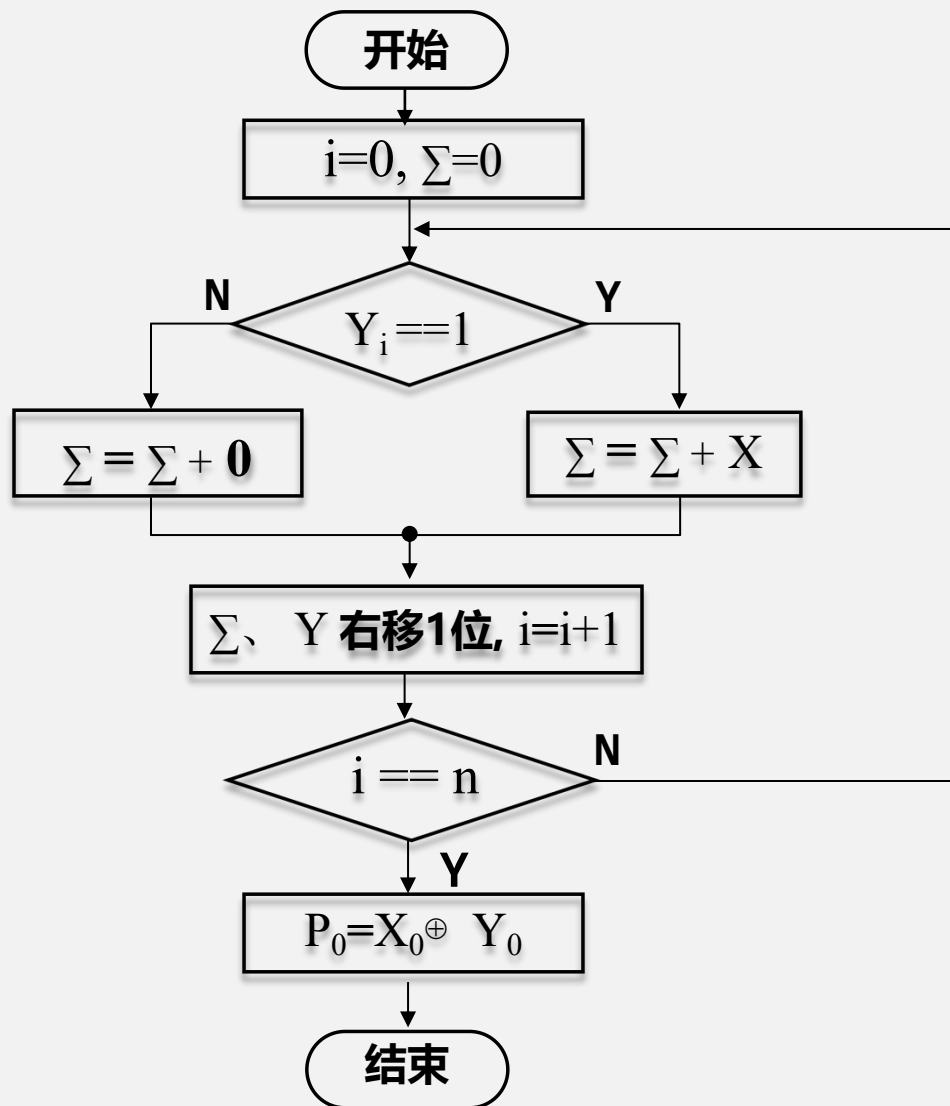 开始
i=0, ∑=0
N
Y
Yᵢ ==1
∑ = ∑ + 0
∑ = ∑ + X
∑、 Y 右移1位, i=i+1
i == n
N
Y
P₀=X₀⊕ Y₀
结束